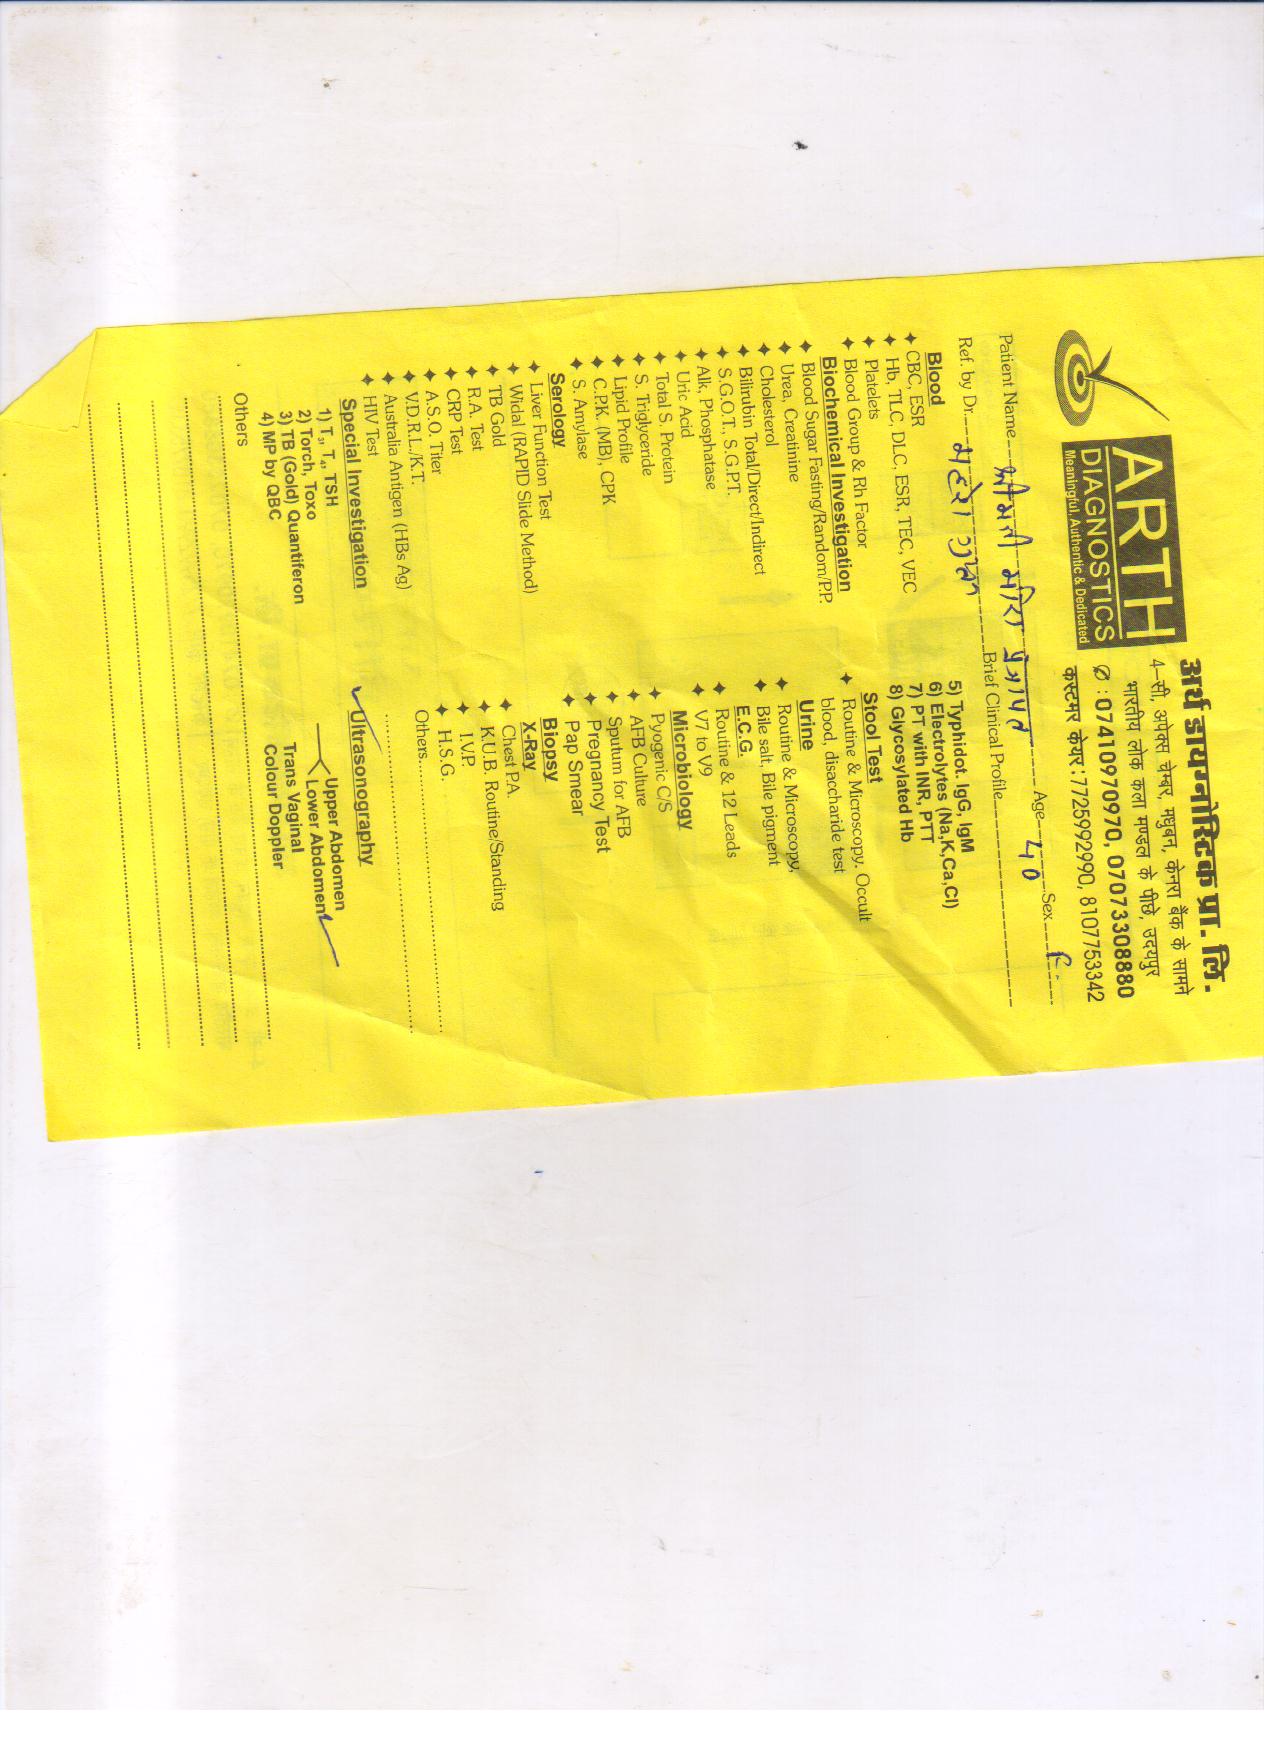 ARTH
DIAGNOSTICS
Meaningful, Authentic & Dedicated
अर्थ डायग्नोस्टिक प्रा. लि.
4-सी, अपेक्स चेम्बर, मधुबन, केनरा बैंक के सामने
भारतीय लोक कला मण्डल के पीछे, उदयपुर
✆ : 07410970970, 07073308880
कस्टमर केयर : 7725992990, 8107753342
Patient Name श्रीमती Age 40 Sex F
Ref. by Dr. Brief Clinical Profile
Blood
CBC, ESR
Hb, TLC, DLC, ESR, TEC, VEC
Platelets
Blood Group & Rh Factor
Biochemical Investigation
Blood Sugar Fasting/Random/P.P.
Urea, Creatinine
Cholesterol
Bilirubin Total/Direct/Indirect
S.G.O.T., S.G.P.T.
Alk, Phosphatase
Uric Acid
Total S. Protein
S. Triglyceride
Lipid Profile
C.P.K. (MB), CPK
S. Amylase
Serology
Liver Function Test
Widal (RAPID Slide Method)
TB Gold
R.A. Test
CRP Test
A.S.O. Titer
V.D.R.L./K.T.
Australia Antigen (HBs Ag)
HIV Test
Special Investigation
1) T3, T4, TSH
2) Torch, Toxo
3) TB (Gold) Quantiferon
4) MP by QBC
Others
5) Typhidot. IgG, IgM
6) Electrolytes (Na,K,Ca,Cl)
7) PT with INR, PTT
8) Glycosylated Hb
Stool Test
Routine & Microscopy, Occult
blood, disaccharide test
Urine
Routine & Microscopy,
Bile salt, Bile pigment
E.C.G.
Routine & 12 Leads
V7 to V9
Microbiology
Pyogenic C/S
AFB Culture
Sputum for AFB
Pregnancy Test
Pap Smear
Biopsy
X-Ray
Chest P.A.
K.U.B. Routine/Standing
I.V.P.
H.S.G.
Others
Ultrasonography
Upper Abdomen
Lower Abdomen
Trans Vaginal
Colour Doppler